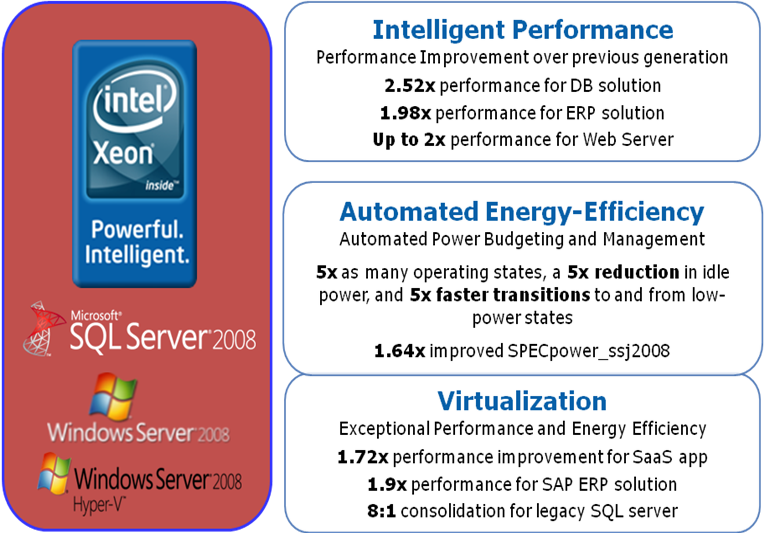 intel
Xeon®
inside™
Powerful.
Intelligent.
Microsoft®
SQL Server® 2008
Windows Server® 2008
Windows Server® 2008
Hyper-V™
Intelligent Performance
Performance Improvement over previous generation
2.52x performance for DB solution
1.98x performance for ERP solution
Up to 2x performance for Web Server
Automated Energy-Efficiency
Automated Power Budgeting and Management
5x as many operating states, a 5x reduction in idle
power, and 5x faster transitions to and from low-
power states
1.64x improved SPECpower_ssj2008
Virtualization
Exceptional Performance and Energy Efficiency
1.72x performance improvement for SaaS app
1.9x performance for SAP ERP solution
8:1 consolidation for legacy SQL server